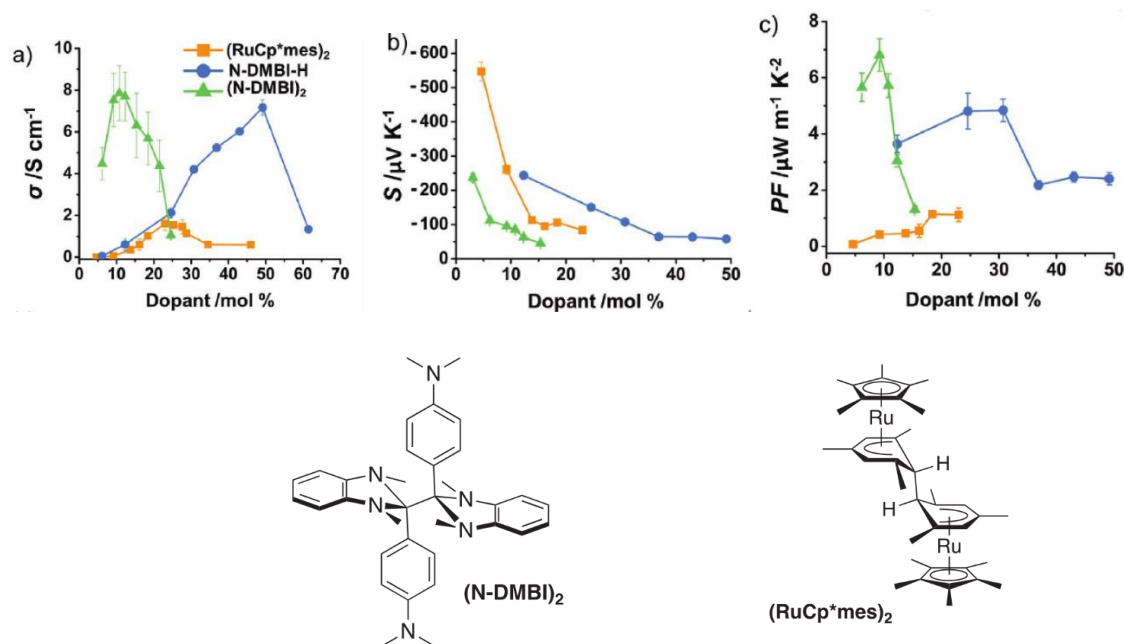 a)
σ /S cm⁻¹
10
8
6
4
2
0
(RuCp*mes)₂
N-DMBI-H
(N-DMBI)₂
0 10 20 30 40 50 60 70
Dopant /mol %
b)
S /µV K⁻¹
- 600
-500
-400
-300
-200
-100
0
0 10 20 30 40 50
Dopant /mol %
c)
PF /µW m⁻¹ K⁻²
8
6
4
2
0
0 10 20 30 40 50
Dopant /mol %
N
N
N
N
N
N
(N-DMBI)₂
Ru
H
H
Ru
(RuCp*mes)₂